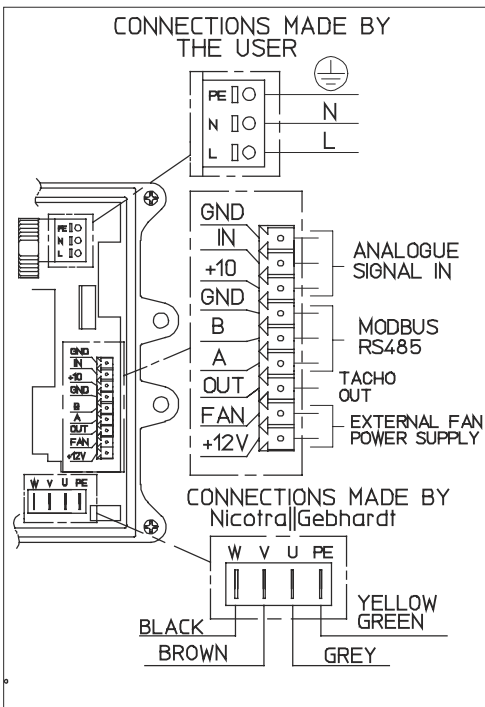 CONNECTIONS MADE BY
THE USER
PE
N
L
N
L
GND
IN
+10
GND
B
A
OUT
FAN
+12V
ANALOGUE
SIGNAL IN
MODBUS
RS485
TACHO
OUT
EXTERNAL FAN
POWER SUPPLY
PE
N
L
GND
IN
+10
GND
B
A
OUT
FAN
+12V
W V U PE
CONNECTIONS MADE BY
Nicotra||Gebhardt
W V U PE
BLACK
BROWN
YELLOW
GREEN
GREY